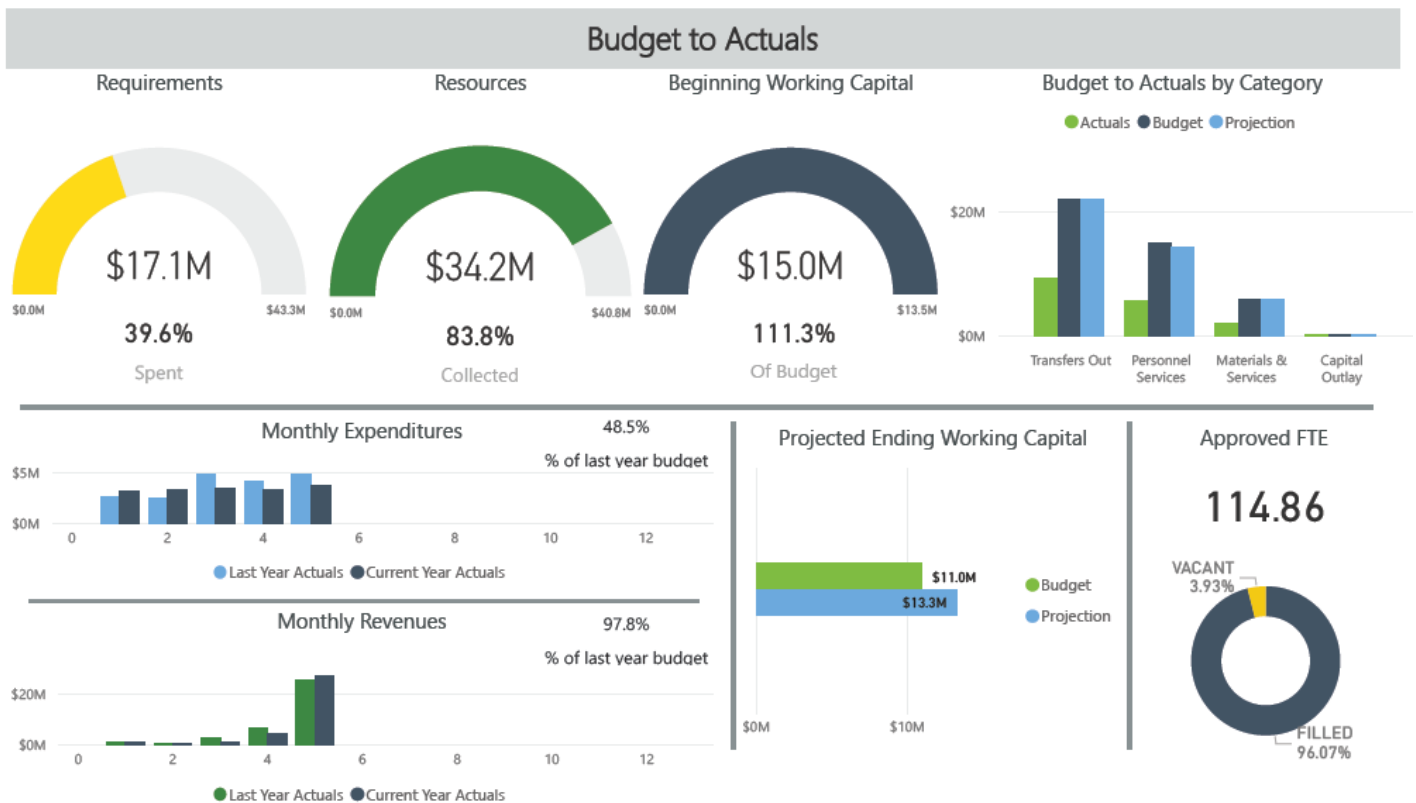 Budget to Actuals
Requirements
$17.1M
$0.0M
$43.3M
39.6%
Spent
Resources
$34.2M
$0.0M
$40.8M
83.8%
Collected
Beginning Working Capital
$15.0M
$0.0M
$13.5M
111.3%
Of Budget
Budget to Actuals by Category
Actuals Budget Projection
$20M
$0M
Transfers Out
Personnel
Services
Materials &
Services
Capital
Outlay
Monthly Expenditures
48.5%
% of last year budget
$5M
$0M
0 2 4 6 8 10 12
Last Year Actuals Current Year Actuals
Monthly Revenues
97.8%
% of last year budget
$20M
$0M
0 2 4 6 8 10 12
Last Year Actuals Current Year Actuals
Projected Ending Working Capital
$11.0M
$13.3M
Budget
Projection
$0M $10M
Approved FTE
114.86
VACANT
3.93%
FILLED
96.07%